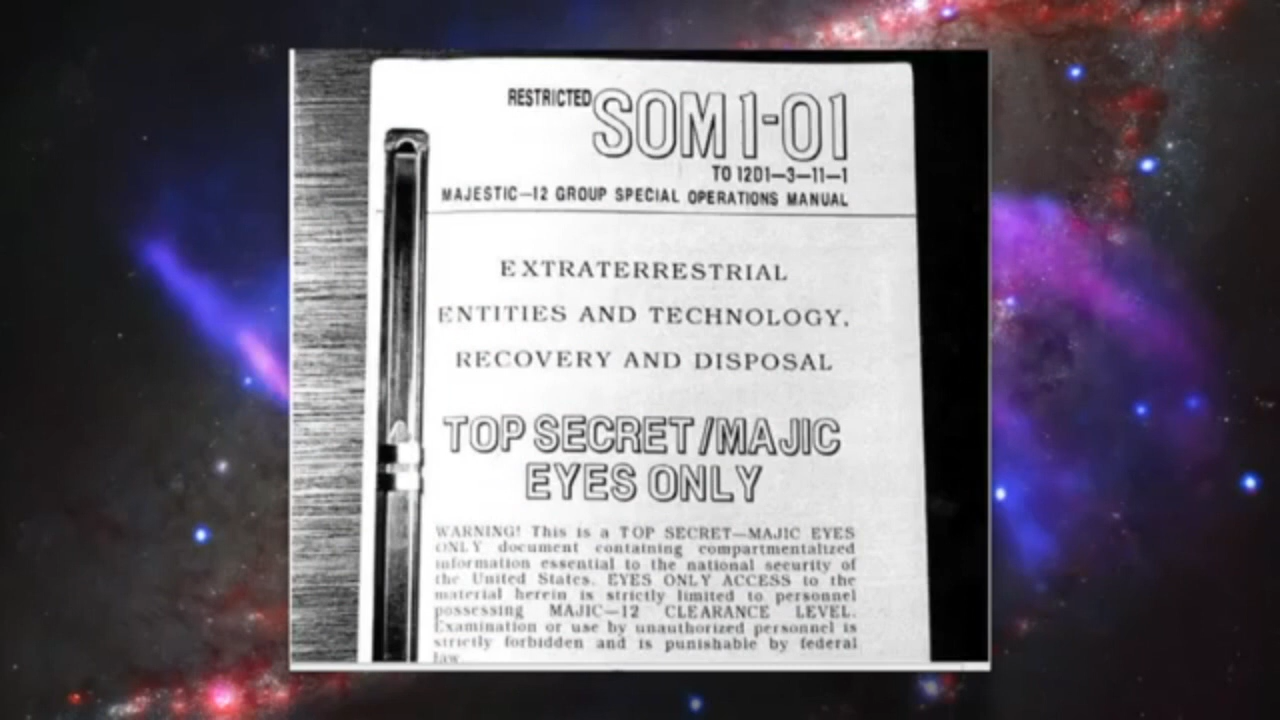 RESTRICTED SOM 1-01
TO 12D1—3—11—1
MAJESTIC—12 GROUP SPECIAL OPERATIONS MANUAL
EXTRATERRESTRIAL
ENTITIES AND TECHNOLOGY,
RECOVERY AND DISPOSAL
TOP SECRET/MAJIC
EYES ONLY
WARNING! This is a TOP SECRET—MAJIC EYES
ONLY document containing compartmentalized
information essential to the national security of
the United States. EYES ONLY ACCESS to the
material herein is strictly limited to personnel
possessing MAJIC—12 CLEARANCE LEVEL.
Examination or use by unauthorized personnel is
strictly forbidden and is punishable by federal
law.